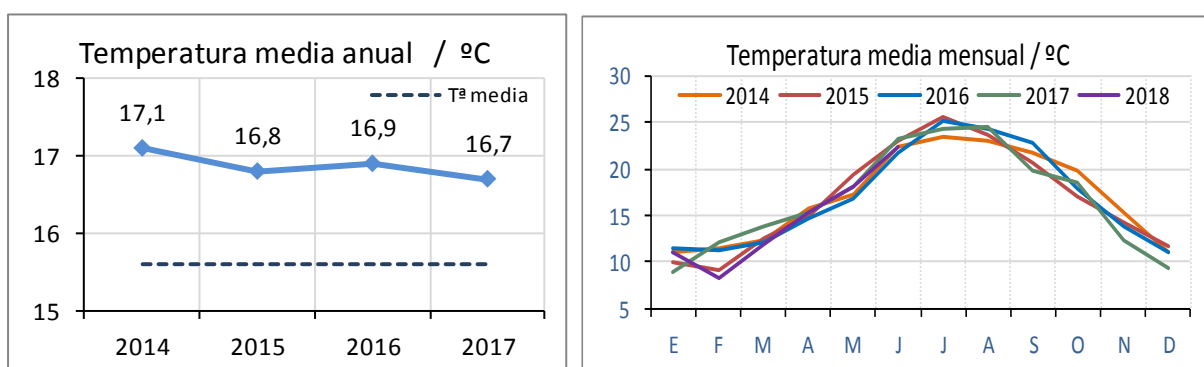 Temperatura media anual / ºC
18
17
16
15
Tª media
17,1
16,8
16,9
16,7
2014 2015 2016 2017
Temperatura media mensual / ºC
30
25
20
15
10
5
2014 2015 2016 2017 2018
E F M A M J J A S O N D